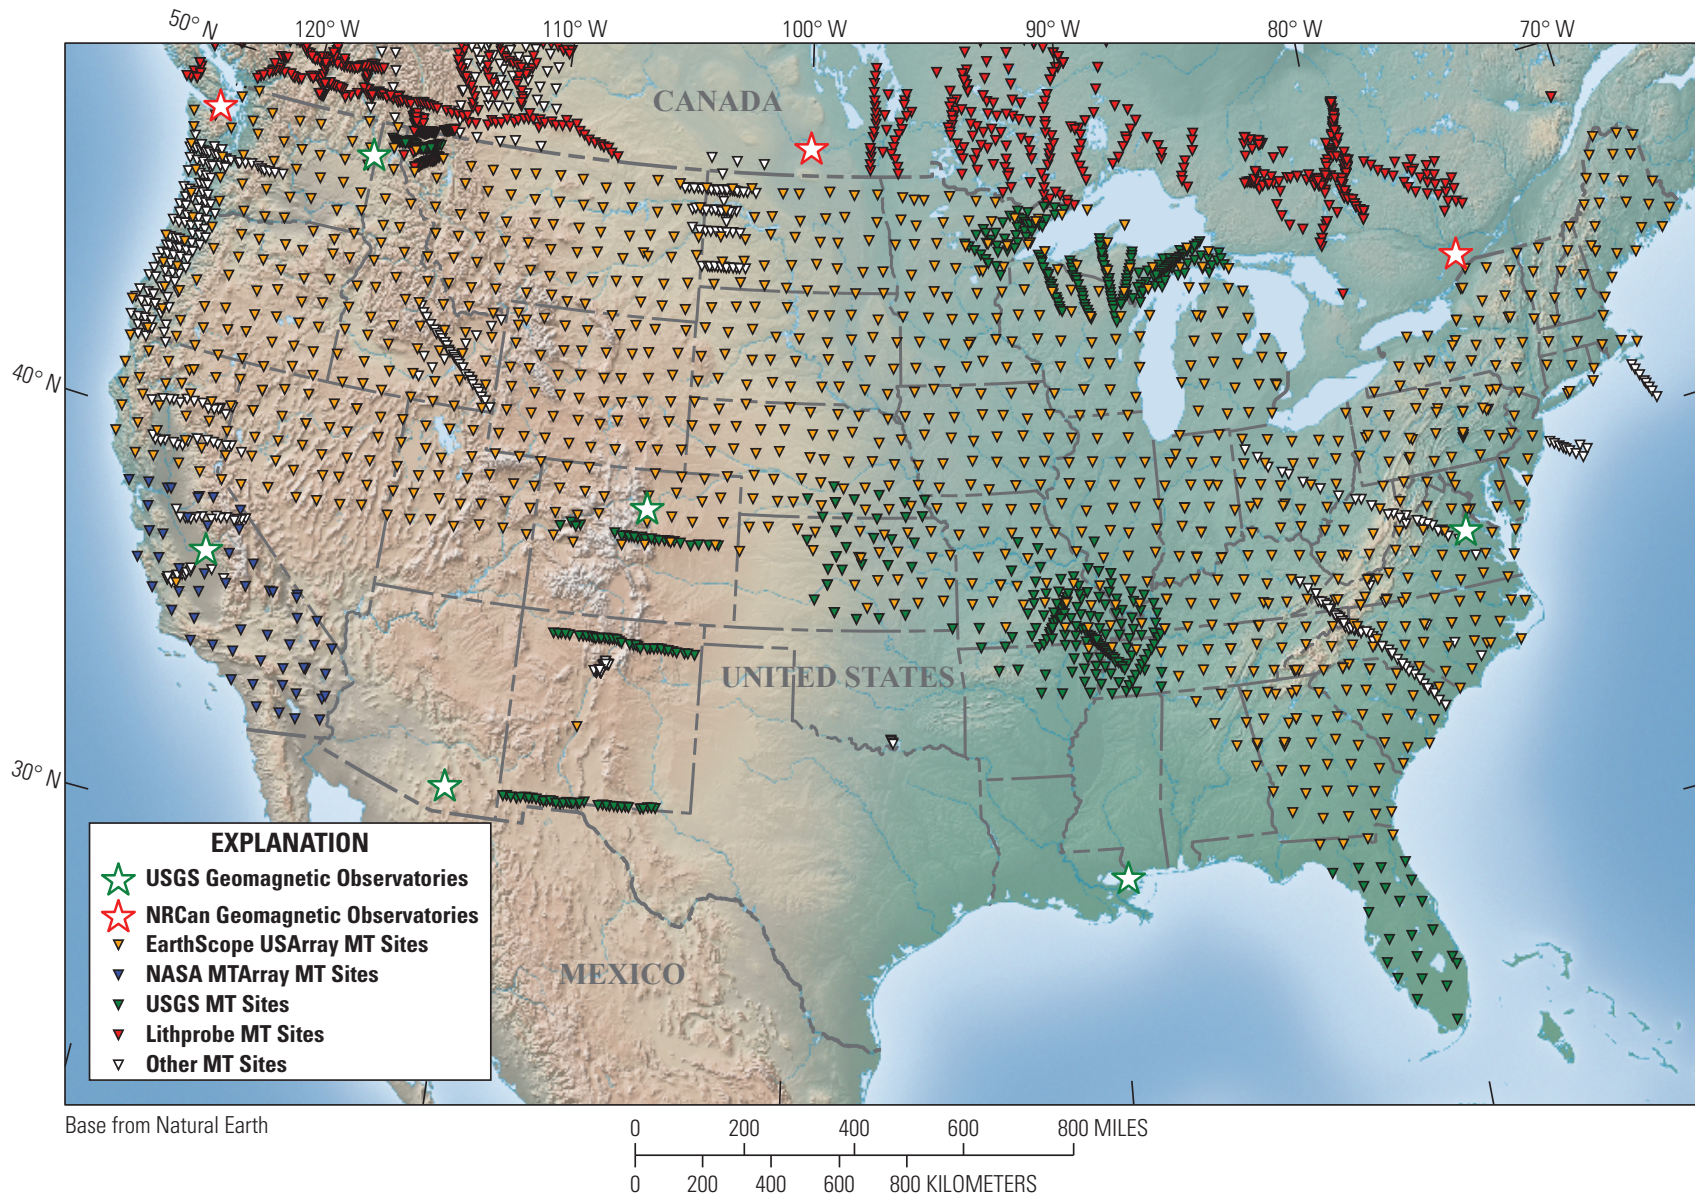 50° N 120° W 110° W 100° W 90° W 80° W 70° W
CANADA
40° N
UNITED STATES
30° N
MEXICO
EXPLANATION
USGS Geomagnetic Observatories
NRCan Geomagnetic Observatories
EarthScope USArray MT Sites
NASA MTArray MT Sites
USGS MT Sites
Lithprobe MT Sites
Other MT Sites
Base from Natural Earth
0 200 400 600 800 MILES
0 200 400 600 800 KILOMETERS